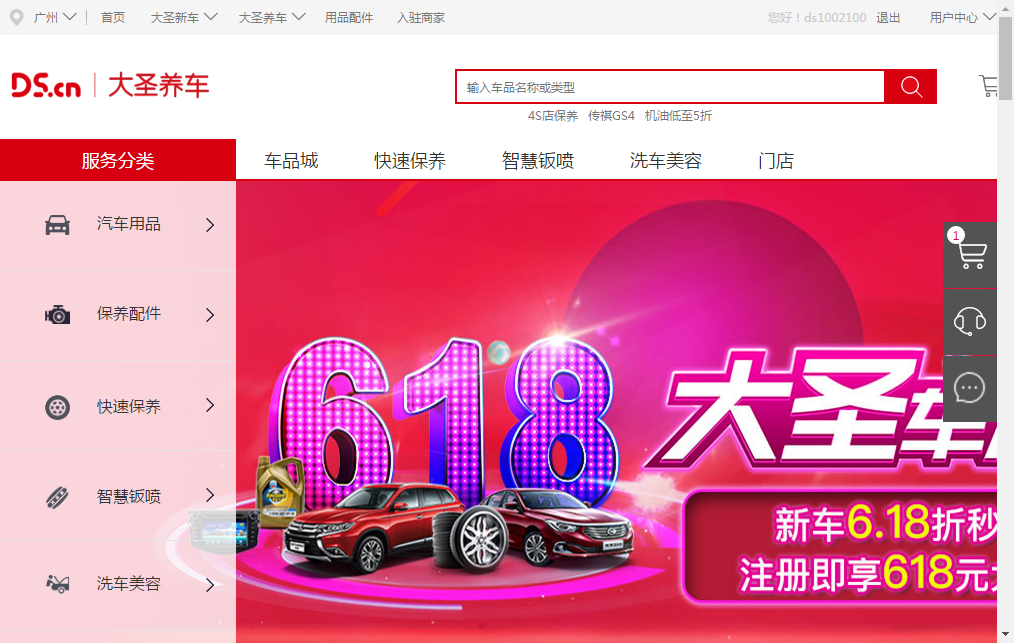 广州 首页 大圣新车 大圣养车 用品配件 入驻商家 您好！ds1002100 退出 用户中心
DS.cn 大圣养车
输入车品名称或类型
4S店保养 传祺GS4 机油低至5折
服务分类 车品城 快速保养 智慧钣喷 洗车美容 门店
汽车用品
1
保养配件
618
大圣车
快速保养
智慧钣喷
新车6.18折秒
注册即享618元
洗车美容